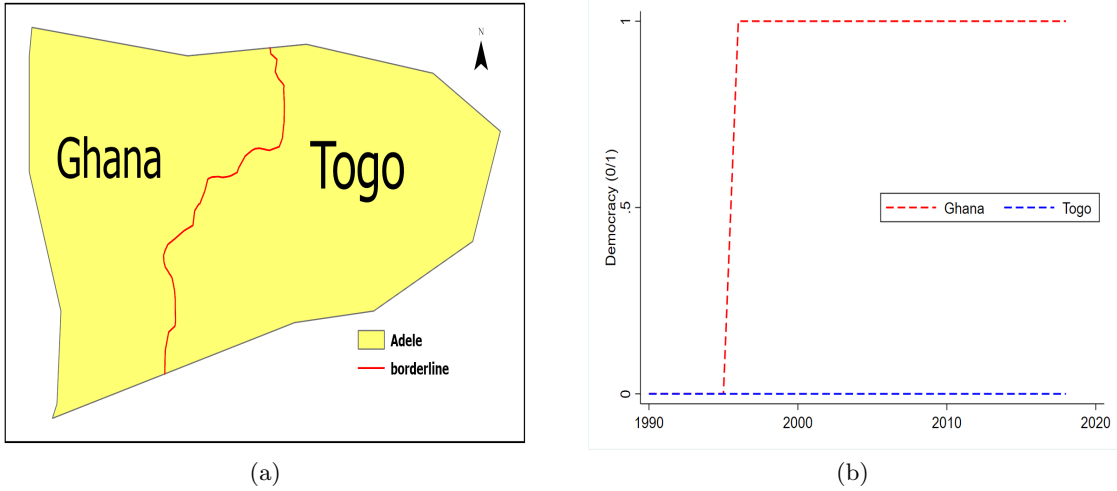 N
Ghana
Togo
Adele
borderline
(a)
Democracy (0/1)
1
.5
0
Ghana
Togo
1990
2000
2010
2020
(b)